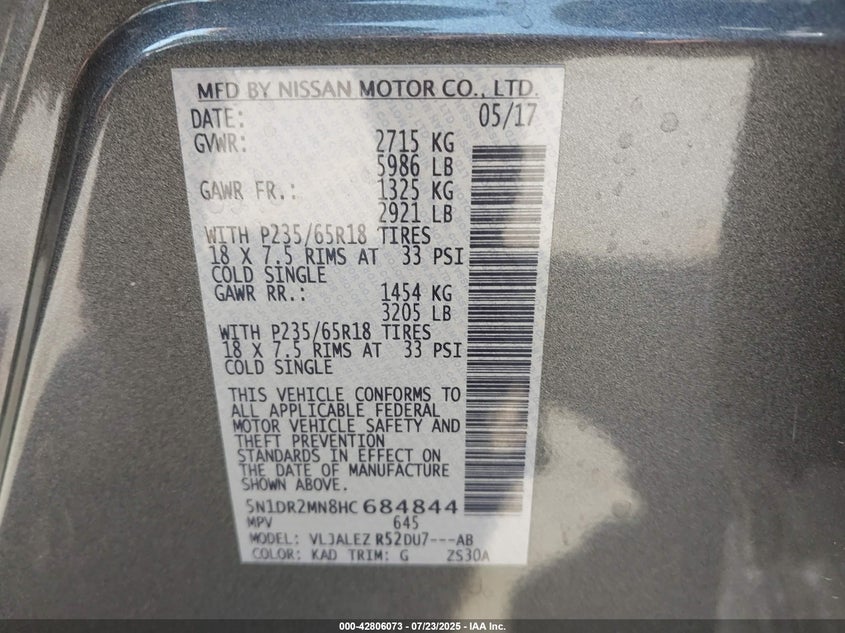 MFD BY NISSAN MOTOR CO., LTD.
DATE: 05/17
GVWR: 2715 KG
5986 LB
GAWR FR.: 1325 KG
2921 LB
WITH P235/65R18 TIRES
18 X 7.5 RIMS AT 33 PSI
COLD SINGLE
GAWR RR.: 1454 KG
3205 LB
WITH P235/65R18 TIRES
18 X 7.5 RIMS AT 33 PSI
COLD SINGLE
THIS VEHICLE CONFORMS TO
ALL APPLICABLE FEDERAL
MOTOR VEHICLE SAFETY AND
THEFT PREVENTION
STANDARDS IN EFFECT ON
THE DATE OF MANUFACTURE
SHOWN ABOVE.
5N1DR2MN8HC684844
MPV 645
MODEL: VLJALEZ R52DU7---AB
COLOR: KAD TRIM: G ZS30A
000-42806073 - 07/23/2025 - IAA Inc.